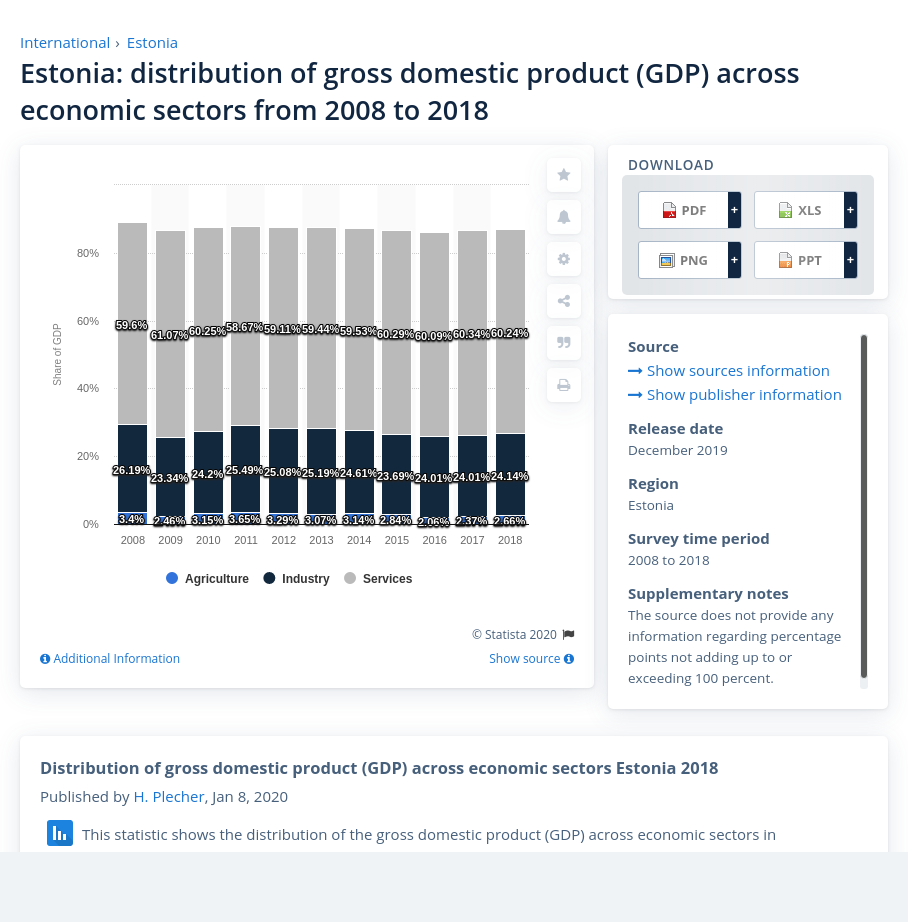 International › Estonia
Estonia: distribution of gross domestic product (GDP) across
economic sectors from 2008 to 2018
Share of GDP
80%
60%
40%
20%
0%
59.6% 61.07% 60.25% 58.67% 59.11% 59.44% 59.53% 60.29% 60.09% 60.34% 60.24%
26.19% 23.34% 24.2% 25.49% 25.08% 25.19% 24.61% 23.69% 24.01% 24.01% 24.14%
3.4% 2.46% 3.15% 3.65% 3.29% 3.07% 3.14% 2.84% 2.06% 2.37% 2.66%
2008 2009 2010 2011 2012 2013 2014 2015 2016 2017 2018
Agriculture Industry Services
© Statista 2020
Additional Information Show source
DOWNLOAD
PDF + XLS +
PNG + PPT +
Source
Show sources information
Show publisher information
Release date
December 2019
Region
Estonia
Survey time period
2008 to 2018
Supplementary notes
The source does not provide any
information regarding percentage
points not adding up to or
exceeding 100 percent.
Distribution of gross domestic product (GDP) across economic sectors Estonia 2018
Published by H. Plecher, Jan 8, 2020
This statistic shows the distribution of the gross domestic product (GDP) across economic sectors in